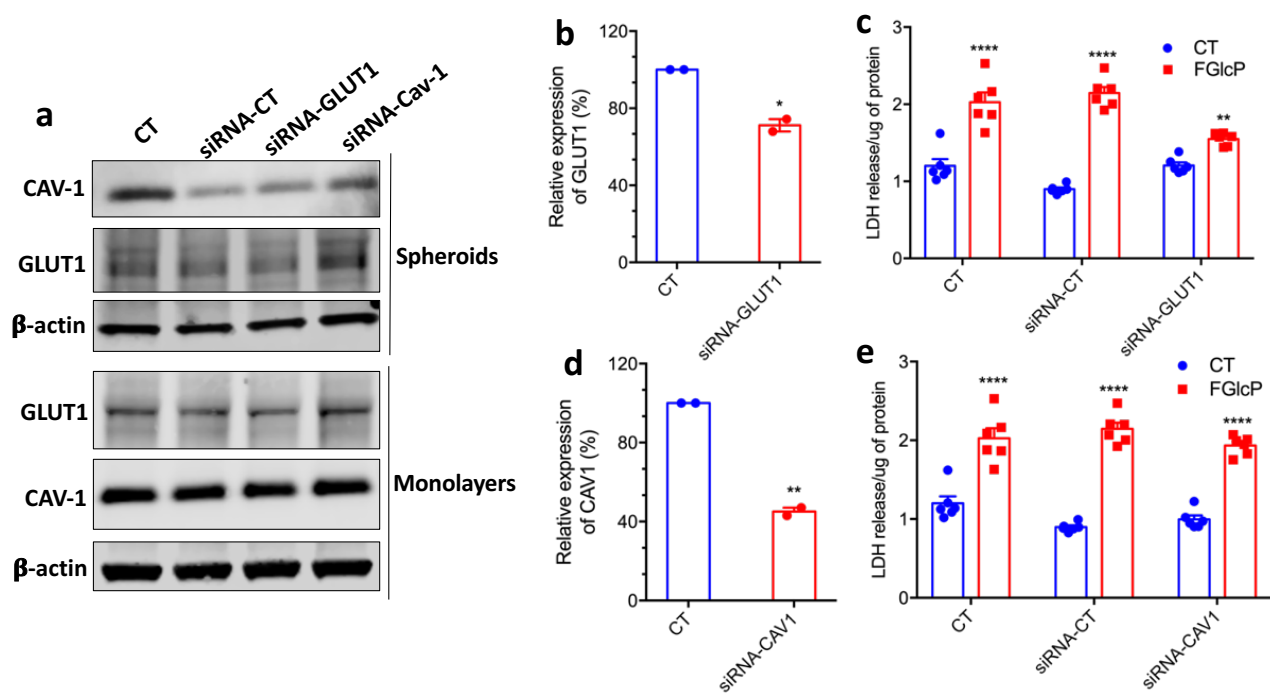 a
CT
siRNA-CT
siRNA-GLUT1
siRNA-Cav-1
CAV-1
GLUT1
Spheroids
β-actin
GLUT1
CAV-1
Monolayers
β-actin
b
Relative expression
of GLUT1 (%)
120
80
40
0
CT
siRNA-GLUT1
*
c
LDH release/ug of protein
3
2
1
0
CT
FGlcP
****
****
**
CT
siRNA-CT
siRNA-GLUT1
d
Relative expression
of CAV1 (%)
120
80
40
0
**
CT
siRNA-CAV1
e
LDH release/ug of protein
3
2
1
0
CT
FGlcP
****
****
****
CT
siRNA-CT
siRNA-CAV1